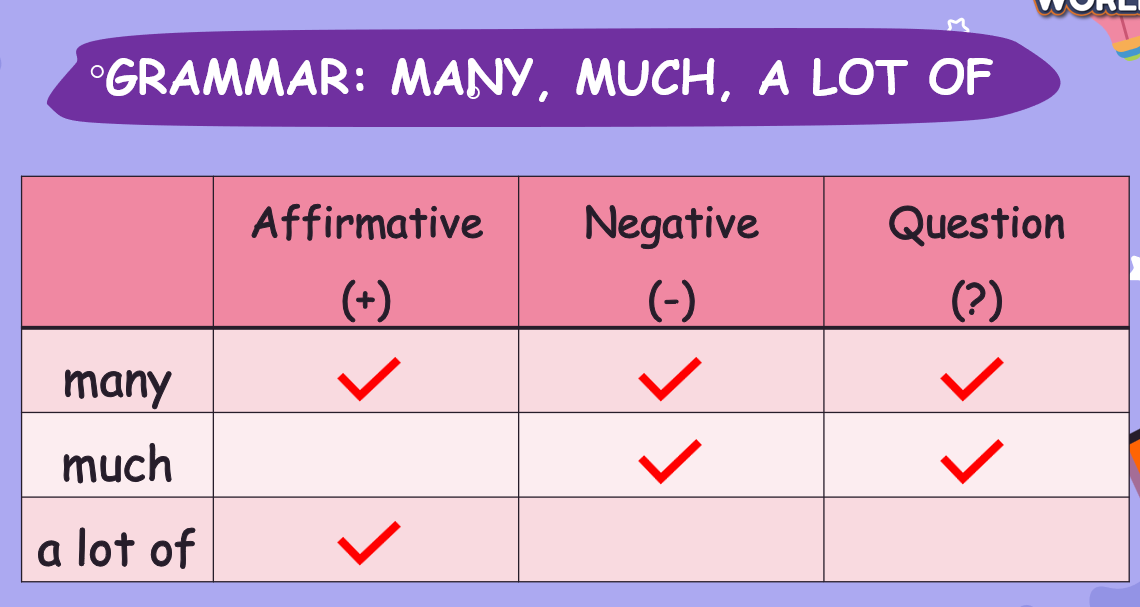 GRAMMAR: MANY, MUCH, A LOT OF
Affirmative Negative Question
(+) (-) (?)
many
much
a lot of